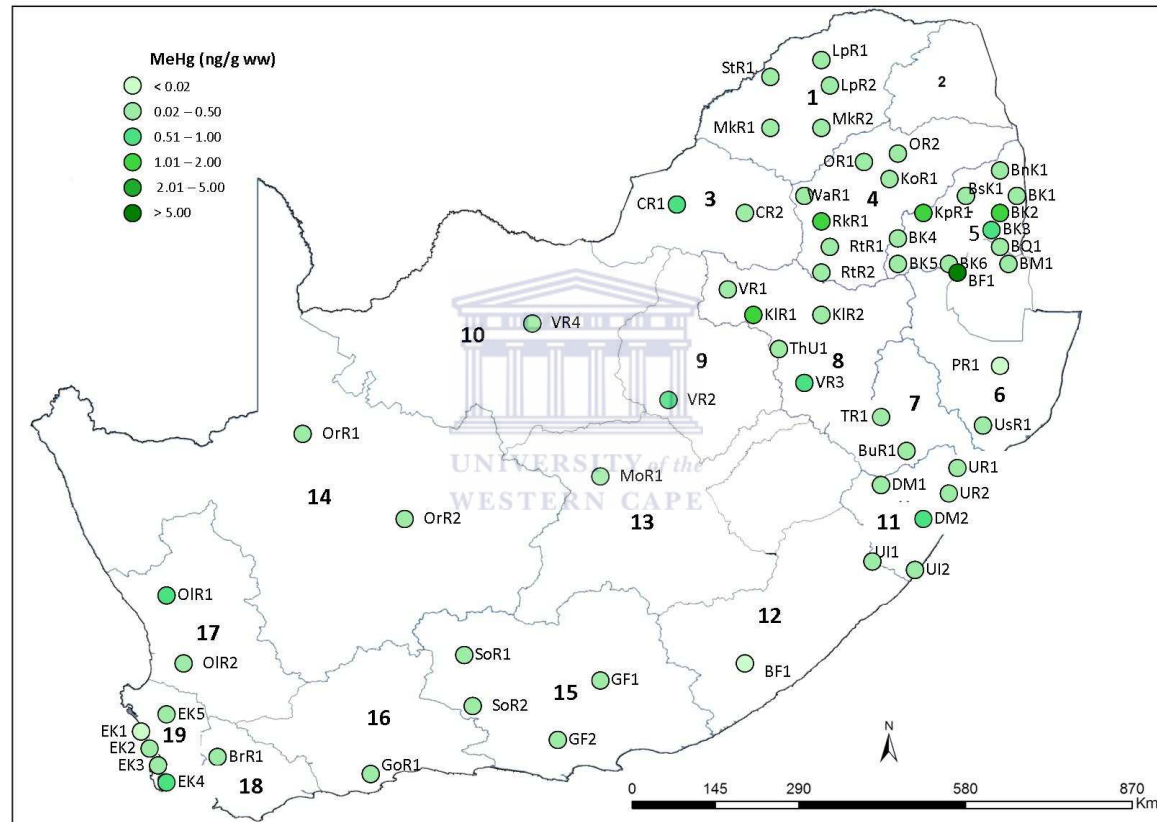 MeHg (ng/g ww)
< 0.02
0.02 – 0.50
0.51 – 1.00
1.01 – 2.00
2.01 – 5.00
> 5.00
LpR1
StR1
LpR2
1
2
MkR1
MkR2
OR2
OR1
BnK1
KoR1
BsK1
WaR1
4
BK1
CR1
3
CR2
KpR1
BK2
RkR1
5
BK3
BK4
RtR1
BQ1
BK5
BK6
BM1
RtR2
BF1
VR1
10
VR4
KlR1
KlR2
9
ThU1
8
PR1
VR3
6
VR2
7
TR1
UsR1
OrR1
BuR1
UNIVERSITY of the
WESTERN CAPE
UR1
MoR1
DM1
UR2
14
OrR2
13
11
DM2
UI1
UI2
OlR1
12
17
OlR2
SoR1
BF1
GF1
15
SoR2
EK5
16
EK1
19
EK2
GF2
BrR1
EK3
GoR1
EK4
18
N
0 145 290 580 870
Km